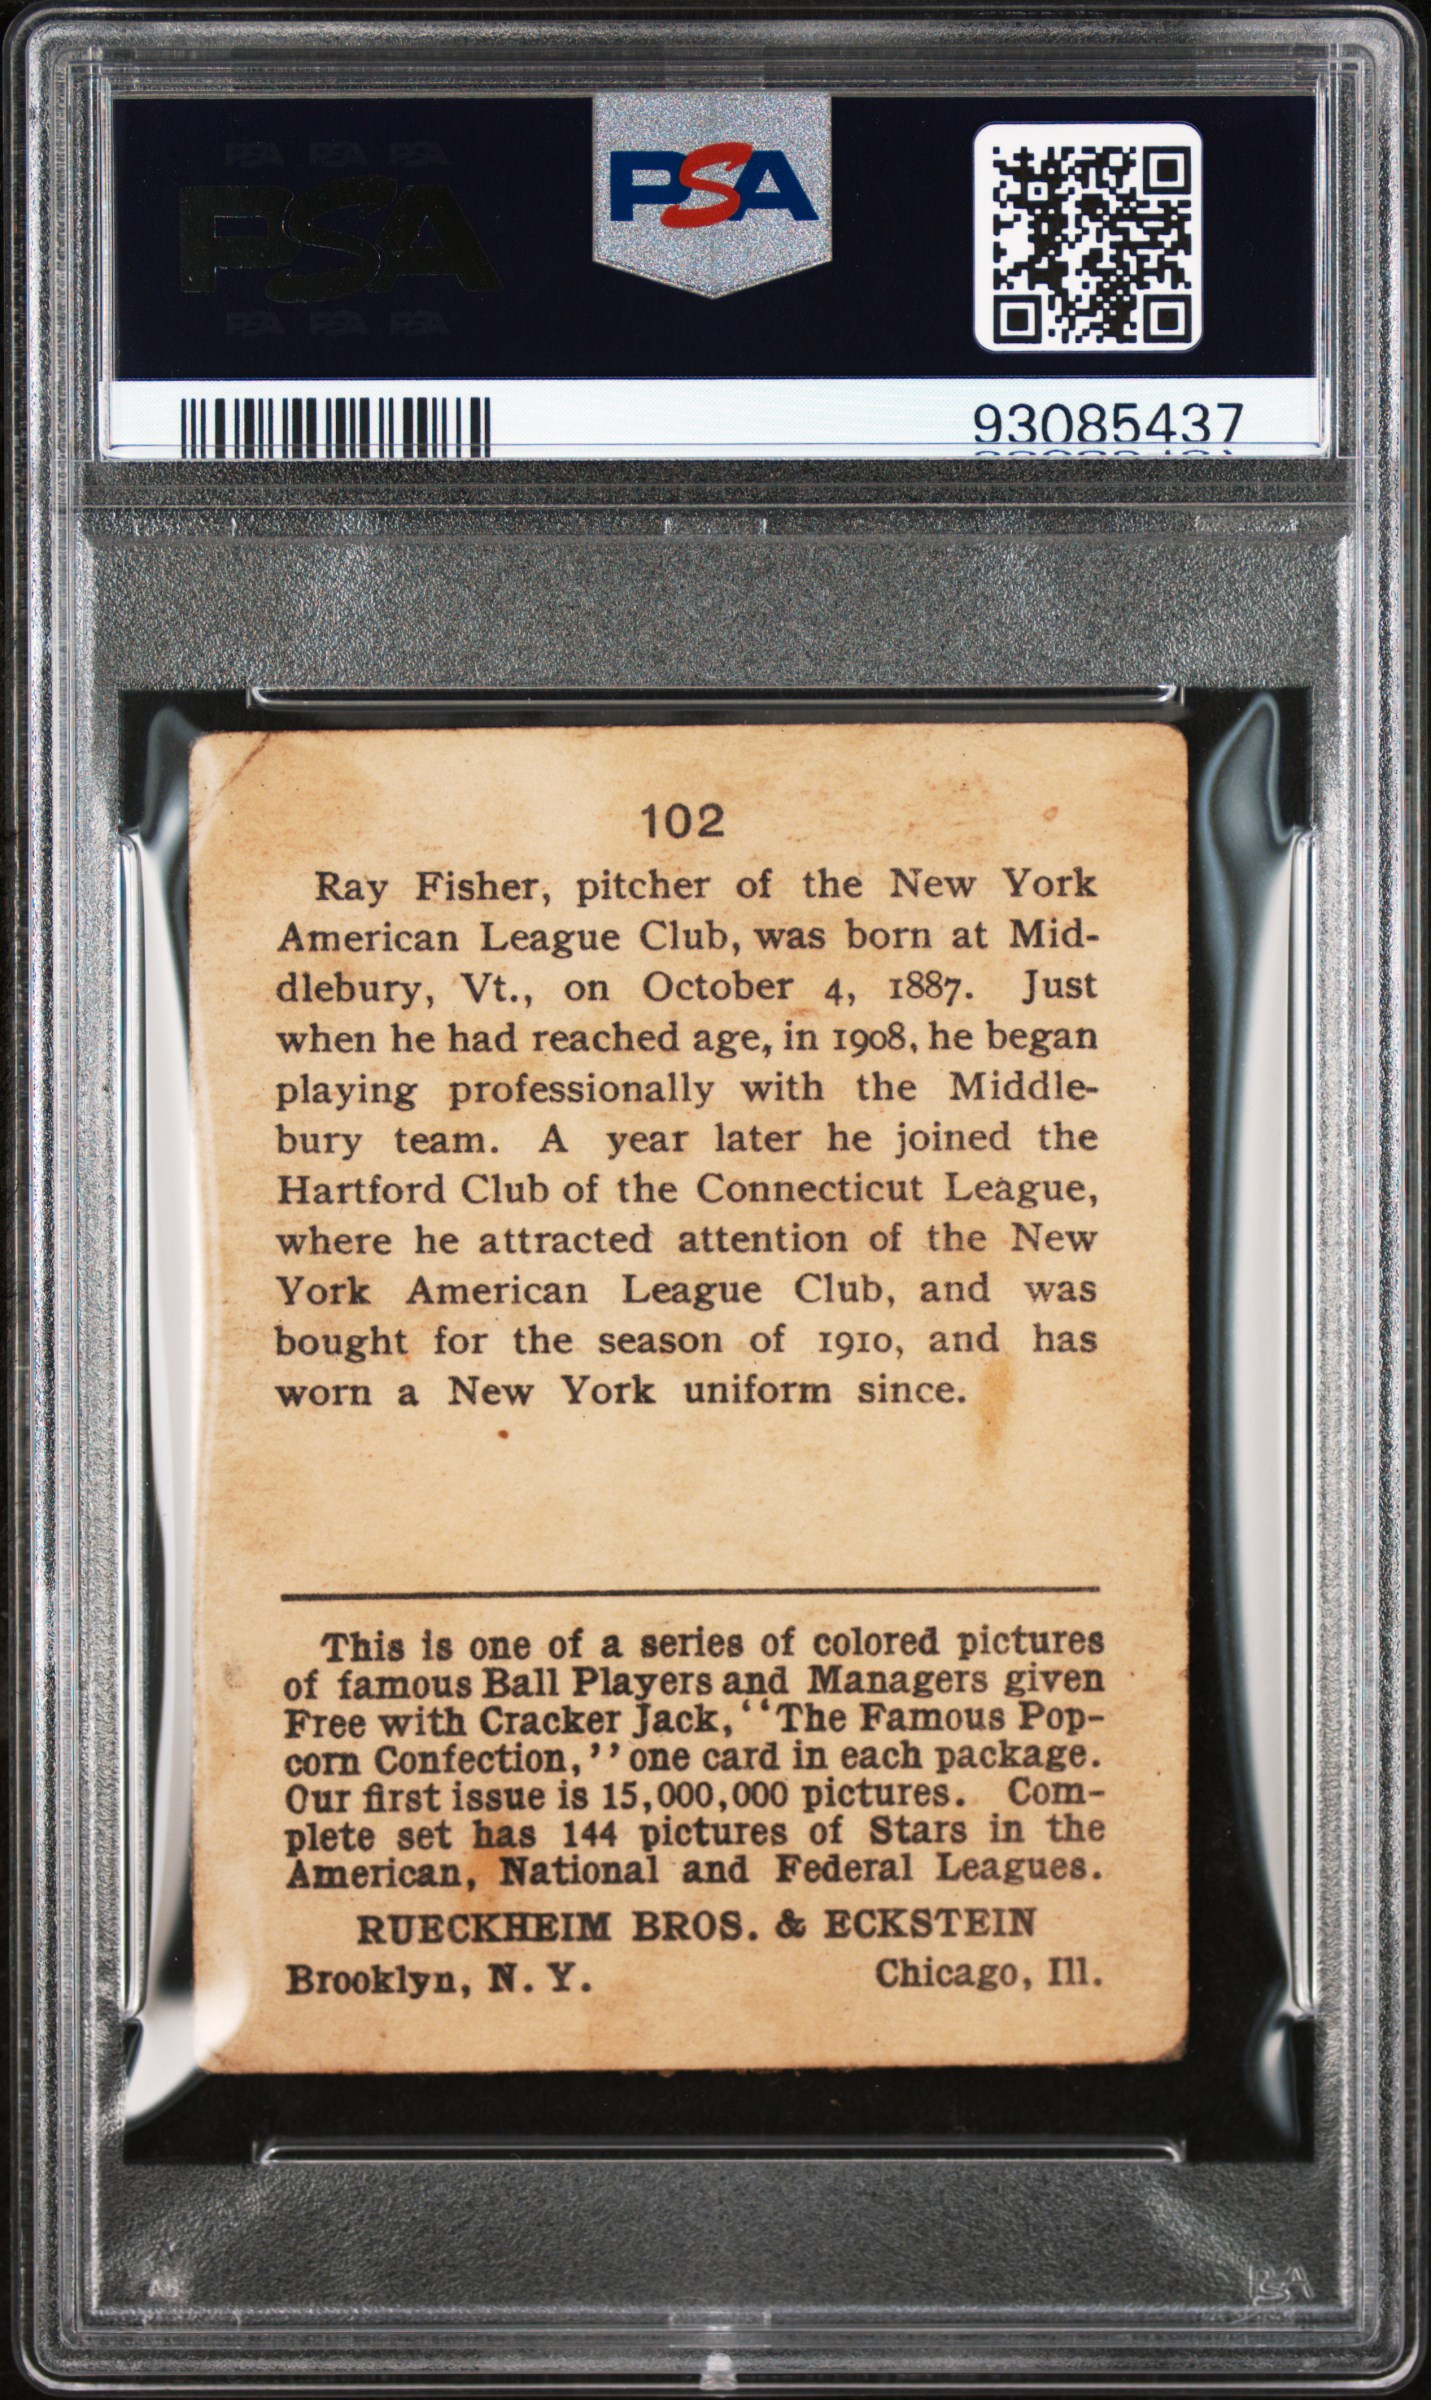 PSA PSA PSA
PSA
PSA PSA PSA
PSA
93085437
102
Ray Fisher, pitcher of the New York
American League Club, was born at Mid-
dlebury, Vt., on October 4, 1887. Just
when he had reached age, in 1908, he began
playing professionally with the Middle-
bury team. A year later he joined the
Hartford Club of the Connecticut League,
where he attracted attention of the New
York American League Club, and was
bought for the season of 1910, and has
worn a New York uniform since.
This is one of a series of colored pictures
of famous Ball Players and Managers given
Free with Cracker Jack, "The Famous Pop-
corn Confection," one card in each package.
Our first issue is 15,000,000 pictures. Com-
plete set has 144 pictures of Stars in the
American, National and Federal Leagues.
RUECKHEIM BROS. & ECKSTEIN
Brooklyn, N. Y. Chicago, Ill.
PSA